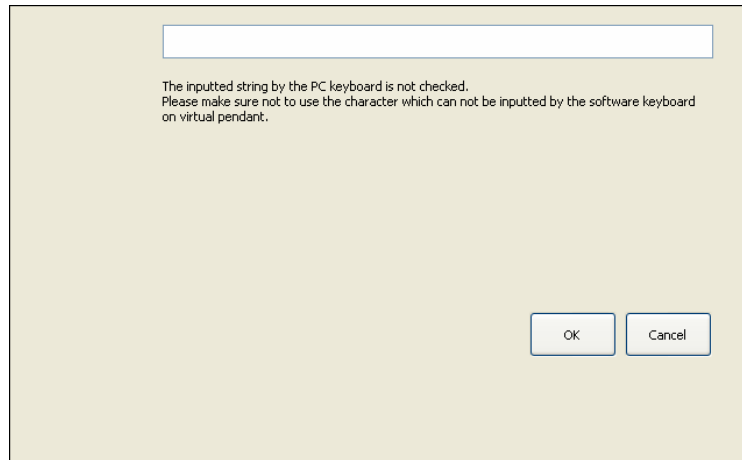 The inputted string by the PC keyboard is not checked.
Please make sure not to use the character which can not be inputted by the software keyboard
on virtual pendant.
OK
Cancel